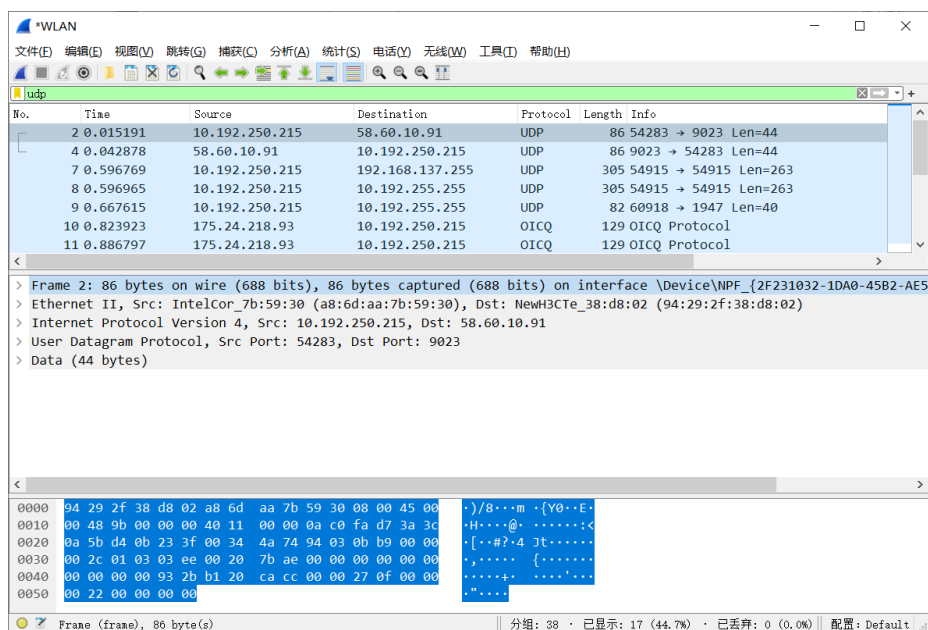 *WLAN
文件(F) 编辑(E) 视图(V) 跳转(G) 捕获(C) 分析(A) 统计(S) 电话(Y) 无线(W) 工具(T) 帮助(H)
udp
No. Time Source Destination Protocol Length Info
2 0.015191 10.192.250.215 58.60.10.91 UDP 86 54283 → 9023 Len=44
4 0.042878 58.60.10.91 10.192.250.215 UDP 86 9023 → 54283 Len=44
7 0.596769 10.192.250.215 192.168.137.255 UDP 305 54915 → 54915 Len=263
8 0.596965 10.192.250.215 10.192.255.255 UDP 305 54915 → 54915 Len=263
9 0.667615 10.192.250.215 10.192.255.255 UDP 82 60918 → 1947 Len=40
10 0.823923 175.24.218.93 10.192.250.215 OICQ 129 OICQ Protocol
11 0.886797 175.24.218.93 10.192.250.215 OICQ 129 OICQ Protocol
> Frame 2: 86 bytes on wire (688 bits), 86 bytes captured (688 bits) on interface \Device\NPF_{2F231032-1DA0-45B2-AE5
> Ethernet II, Src: IntelCor_7b:59:30 (a8:6d:aa:7b:59:30), Dst: NewH3CTe_38:d8:02 (94:29:2f:38:d8:02)
> Internet Protocol Version 4, Src: 10.192.250.215, Dst: 58.60.10.91
> User Datagram Protocol, Src Port: 54283, Dst Port: 9023
> Data (44 bytes)
0000 94 29 2f 38 d8 02 a8 6d aa 7b 59 30 08 00 45 00 ·)/8···m ·{Y0··E·
0010 00 48 9b 00 00 00 40 11 00 00 0a c0 fa d7 3a 3c ·H····@· ······:<
0020 0a 5b d4 0b 23 3f 00 34 4a 74 94 03 0b b9 00 00 ·[··#?·4 Jt······
0030 00 2c 01 03 03 ee 00 20 7b ae 00 00 00 00 00 00 ·,····· {·······
0040 00 00 00 00 93 2b b1 20 ca cc 00 00 27 0f 00 00 ·····+· ····'···
0050 00 22 00 00 00 00 ·"····
Frame (frame), 86 byte(s) 分组: 38 · 已显示: 17 (44.7%) · 已丢弃: 0 (0.0%) 配置: Default